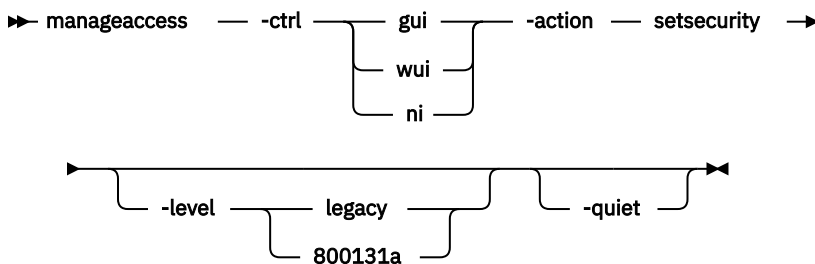 manageaccess -ctrl gui -action setsecurity
wui
ni
-level legacy -quiet
800131a